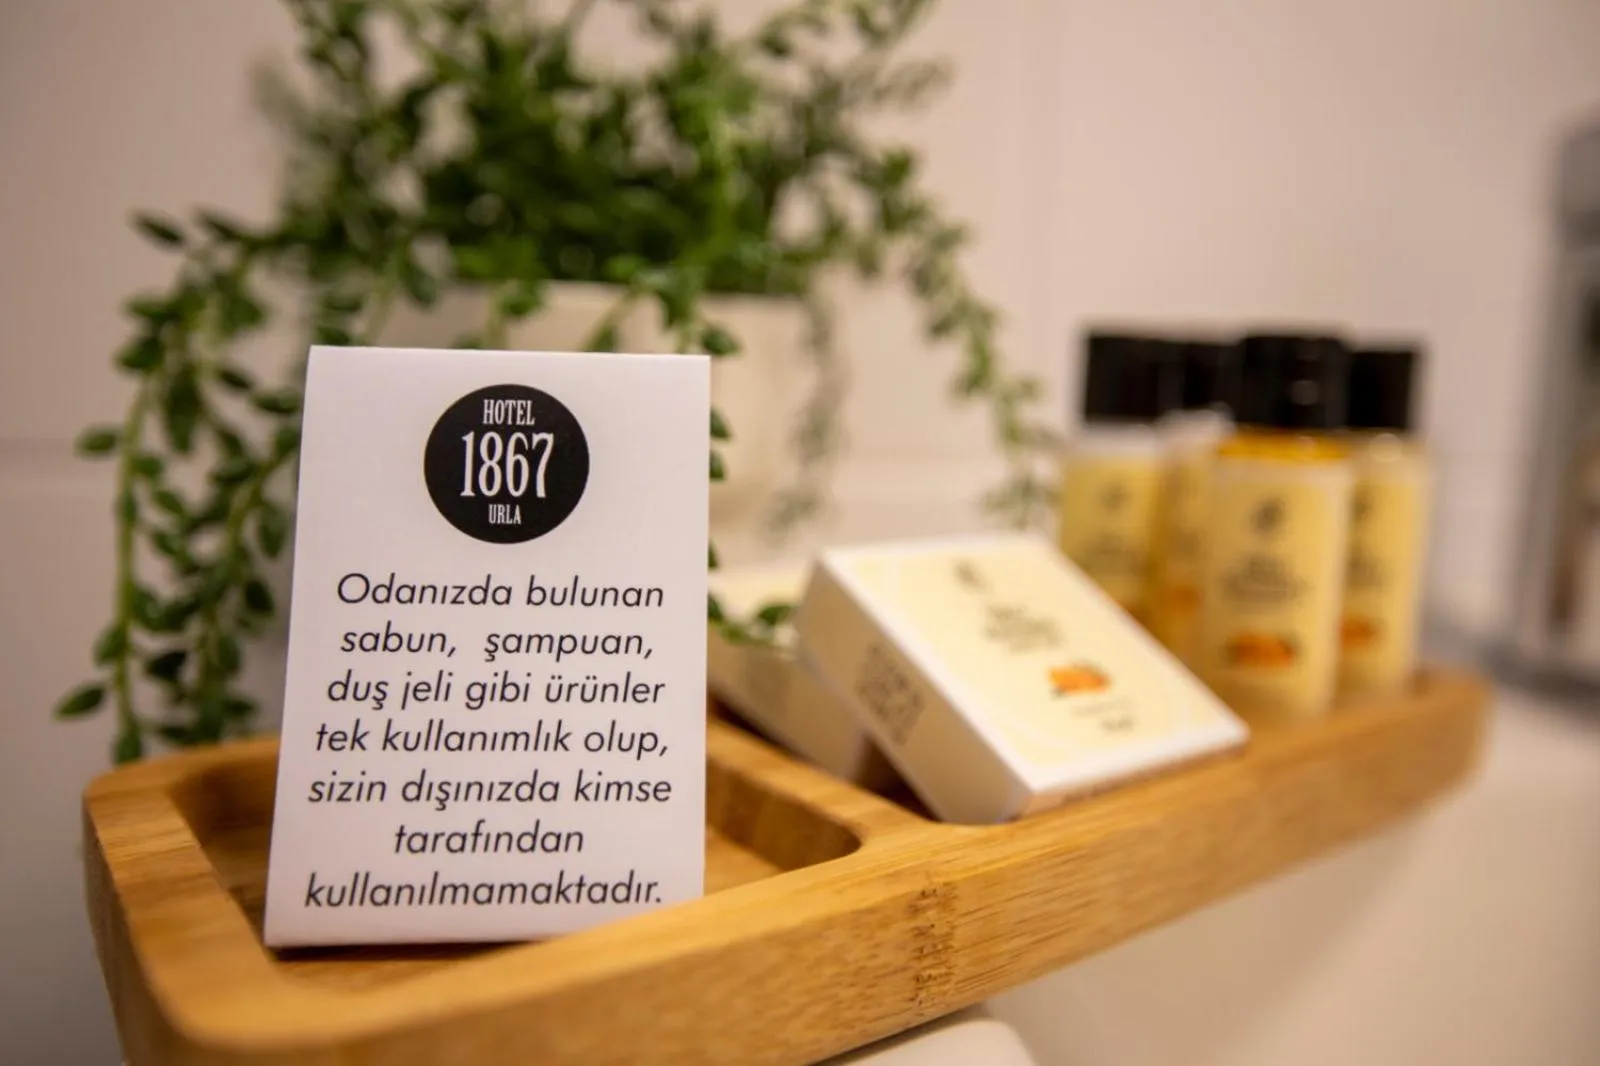 HOTEL
1867
URLA
Odanızda bulunan
sabun, şampuan,
duş jeli gibi ürünler
tek kullanımlık olup,
sizin dışınızda kimse
tarafından
kullanılmamaktadır.